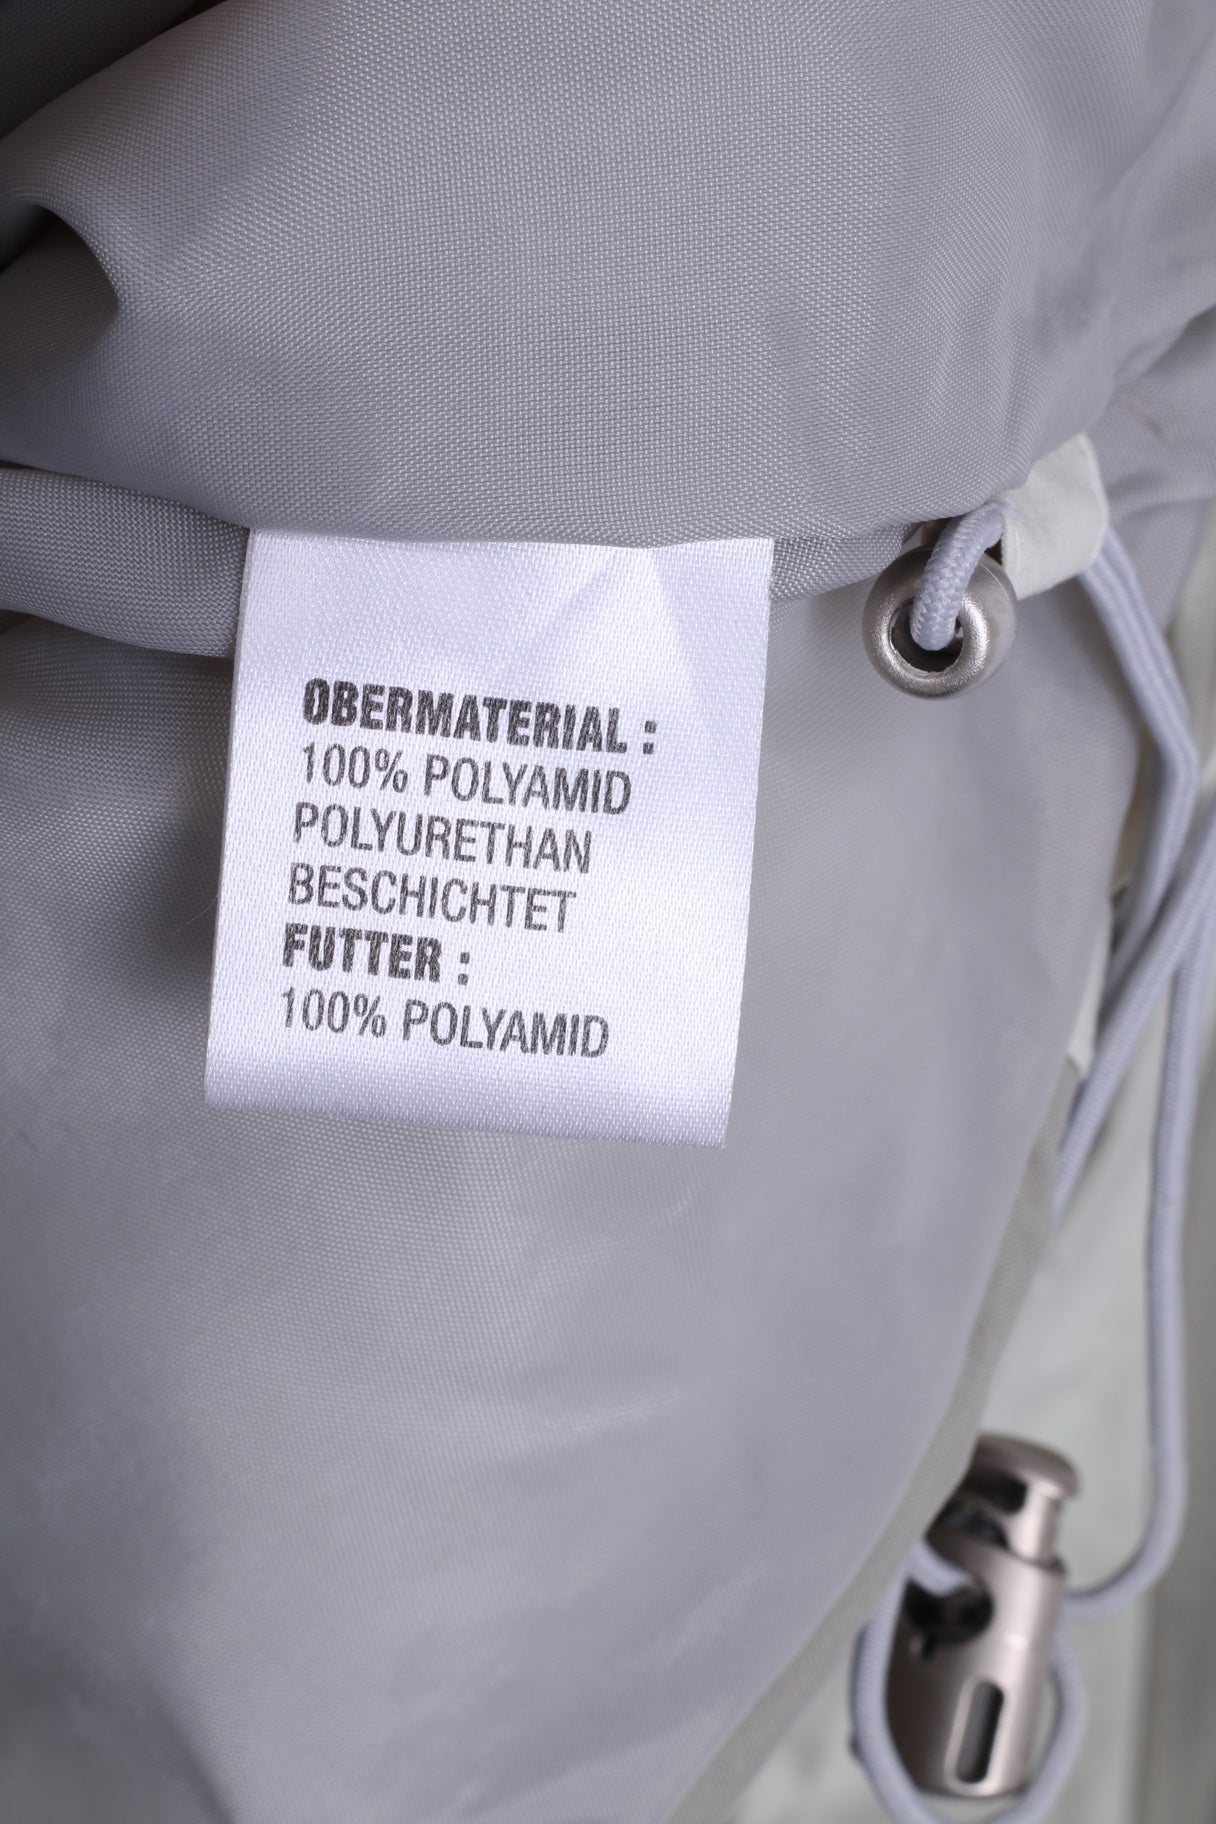 OBERMATERIAL :
100% POLYAMID
POLYURETHAN
BESCHICHTET
FUTTER :
100% POLYAMID